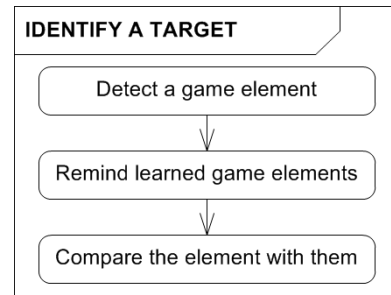 IDENTIFY A TARGET
Detect a game element
Remind learned game elements
Compare the element with them